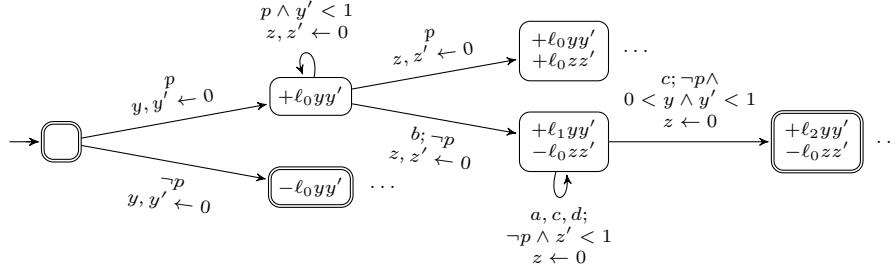 p ∧ y′ < 1
z, z′ ← 0
p
y, y′ ← 0
+ℓ₀yy′
p
z, z′ ← 0
+ℓ₀yy′
+ℓ₀zz′
...
b; ¬p
z, z′ ← 0
+ℓ₁yy′
−ℓ₀zz′
c; ¬p∧
0 < y ∧ y′ < 1
z ← 0
+ℓ₂yy′
−ℓ₀zz′
..
¬p
y, y′ ← 0
−ℓ₀yy′
...
a, c, d;
¬p ∧ z′ < 1
z ← 0